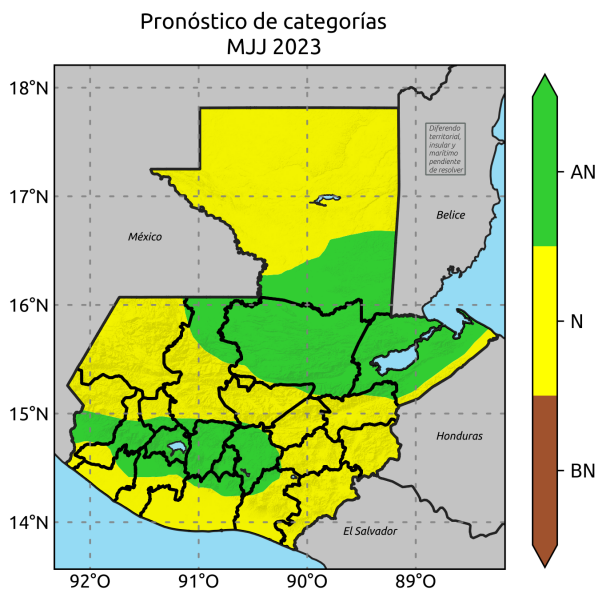 Pronóstico de categorías
MJJ 2023
18°N
17°N
16°N
15°N
14°N
92°O
91°O
90°O
89°O
México
Diferendo
territorial,
insular y
marítimo
pendiente
de resolver
Belice
Honduras
El Salvador
AN
N
BN